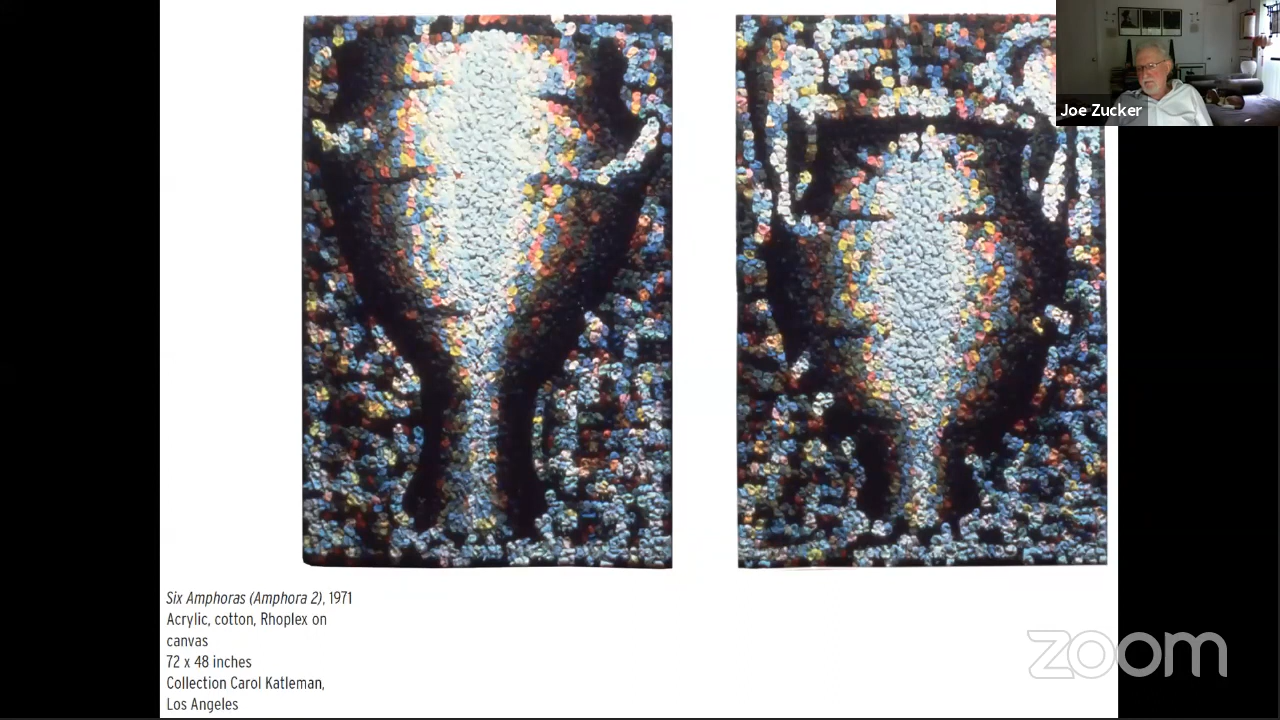 Joe Zucker
Six Amphoras (Amphora 2), 1971
Acrylic, cotton, Rhoplex on
canvas
72 x 48 inches
Collection Carol Katleman,
Los Angeles
zoom